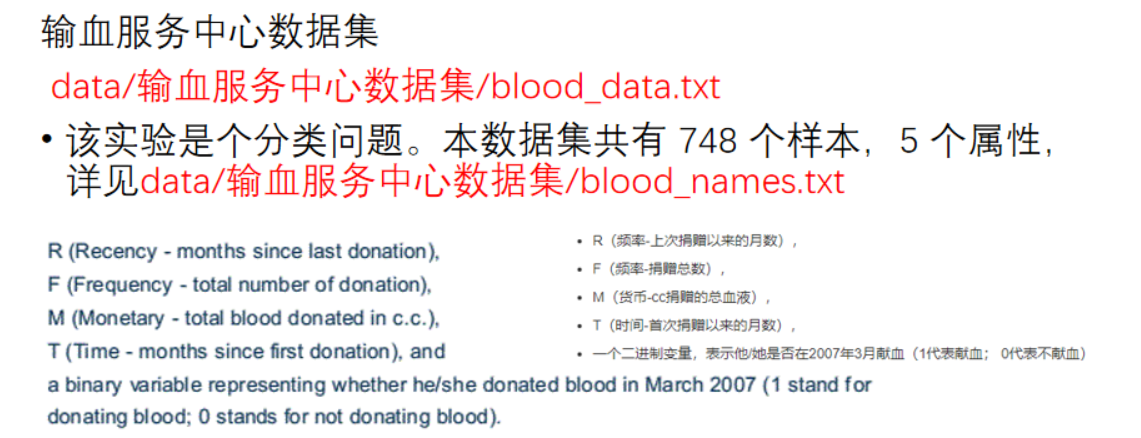 输血服务中心数据集
data/输血服务中心数据集/blood_data.txt
• 该实验是个分类问题。本数据集共有 748 个样本，5 个属性，
详见data/输血服务中心数据集/blood_names.txt
R (Recency - months since last donation),
F (Frequency - total number of donation),
M (Monetary - total blood donated in c.c.),
T (Time - months since first donation), and
a binary variable representing whether he/she donated blood in March 2007 (1 stand for
donating blood; 0 stands for not donating blood).
• R（频率-上次捐赠以来的月数），
• F（频率-捐赠总数），
• M（货币-cc捐赠的总血液），
• T（时间-首次捐赠以来的月数），
• 一个二进制变量，表示他/她是否在2007年3月献血（1代表献血； 0代表不献血）